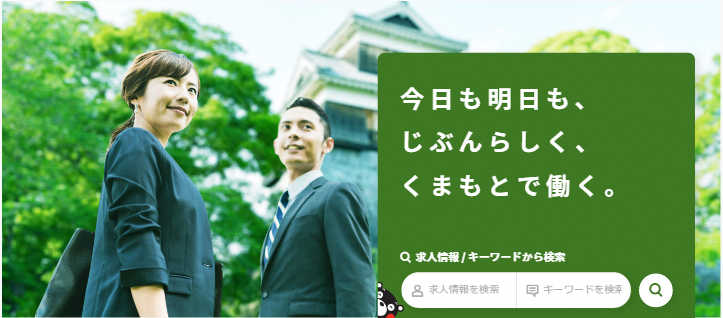 今日も明日も、
じぶんらしく、
くまもとで働く。
求人情報 / キーワードから検索
求人情報を検索 キーワードを検索